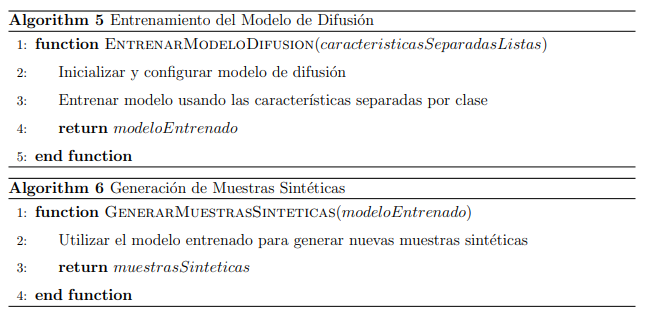 Algorithm 5 Entrenamiento del Modelo de Difusión
1: function ENTRENARMODELODIFUSION(caracteristicasSeparadasListas)
2: Inicializar y configurar modelo de difusión
3: Entrenar modelo usando las características separadas por clase
4: return modeloEntrenado
5: end function
Algorithm 6 Generación de Muestras Sintéticas
1: function GENERARMUESTRASSINTETICAS(modeloEntrenado)
2: Utilizar el modelo entrenado para generar nuevas muestras sintéticas
3: return muestrasSinteticas
4: end function